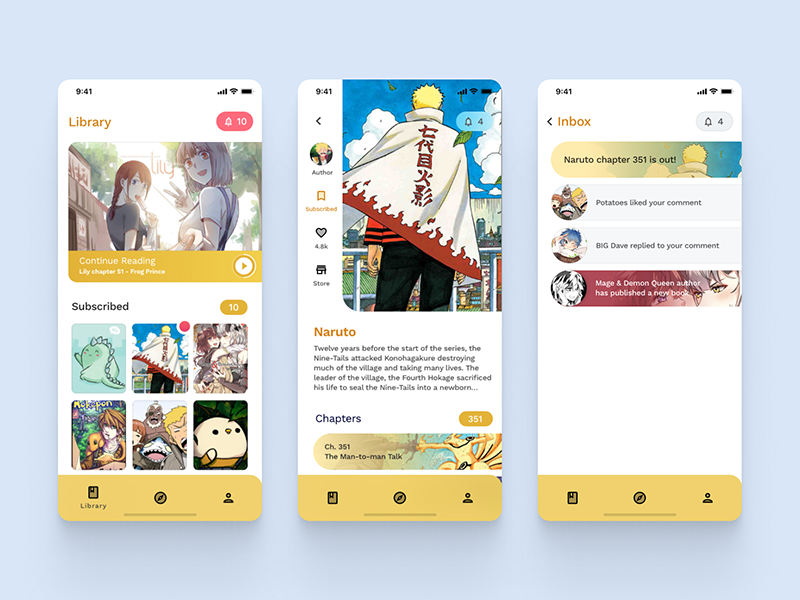 9:41
Library
10
Lily
Continue Reading
Lily chapter 51 - Frog Prince
Subscribed
10
Library
9:41
4
七代目火影
Author
Subscribed
4.8k
Store
Naruto
Twelve years before the start of the series, the
Nine-Tails attacked Konohagakure destroying
much of the village and taking many lives. The
leader of the village, the Fourth Hokage sacrificed
his life to seal the Nine-Tails into a newborn...
Chapters
351
Ch. 351
The Man-to-man Talk
9:41
Inbox
4
Naruto chapter 351 is out!
Potatoes liked your comment
BIG Dave replied to your comment
Mage & Demon Queen author
has published a new book